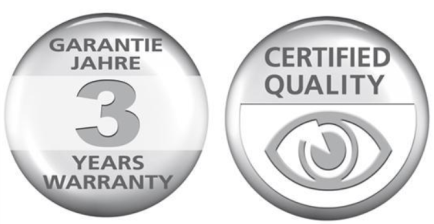 GARANTIE
JAHRE
3
YEARS
WARRANTY
CERTIFIED
QUALITY